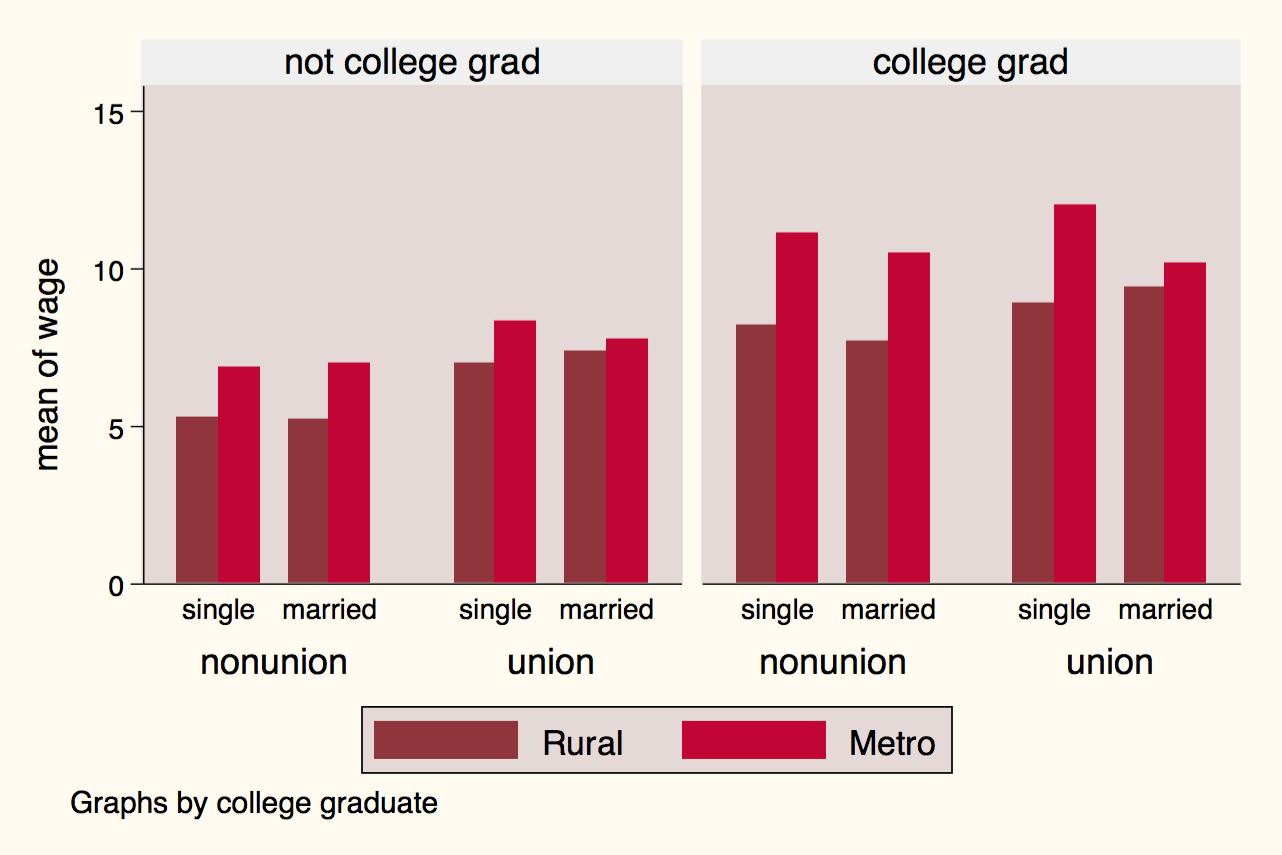 not college grad
college grad
mean of wage
15
10
5
0
single married single married
single married single married
nonunion union
nonunion union
Rural Metro
Graphs by college graduate